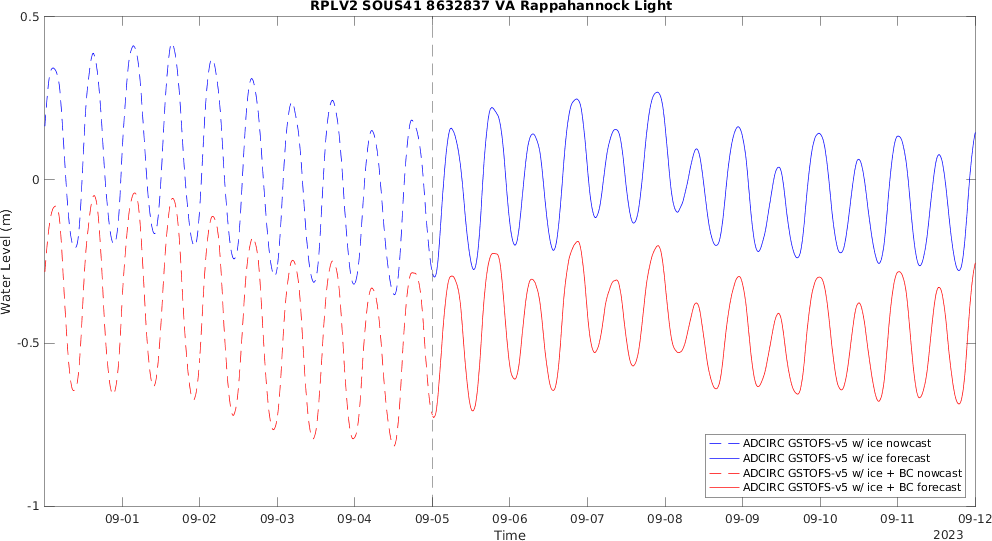 RPLV2 SOUS41 8632837 VA Rappahannock Light
0.5
0
-0.5
-1
Water Level (m)
09-01 09-02 09-03 09-04 09-05 09-06 09-07 09-08 09-09 09-10 09-11 09-12
Time
2023
ADCIRC GSTOFS-v5 w/ ice nowcast
ADCIRC GSTOFS-v5 w/ ice forecast
ADCIRC GSTOFS-v5 w/ ice + BC nowcast
ADCIRC GSTOFS-v5 w/ ice + BC forecast